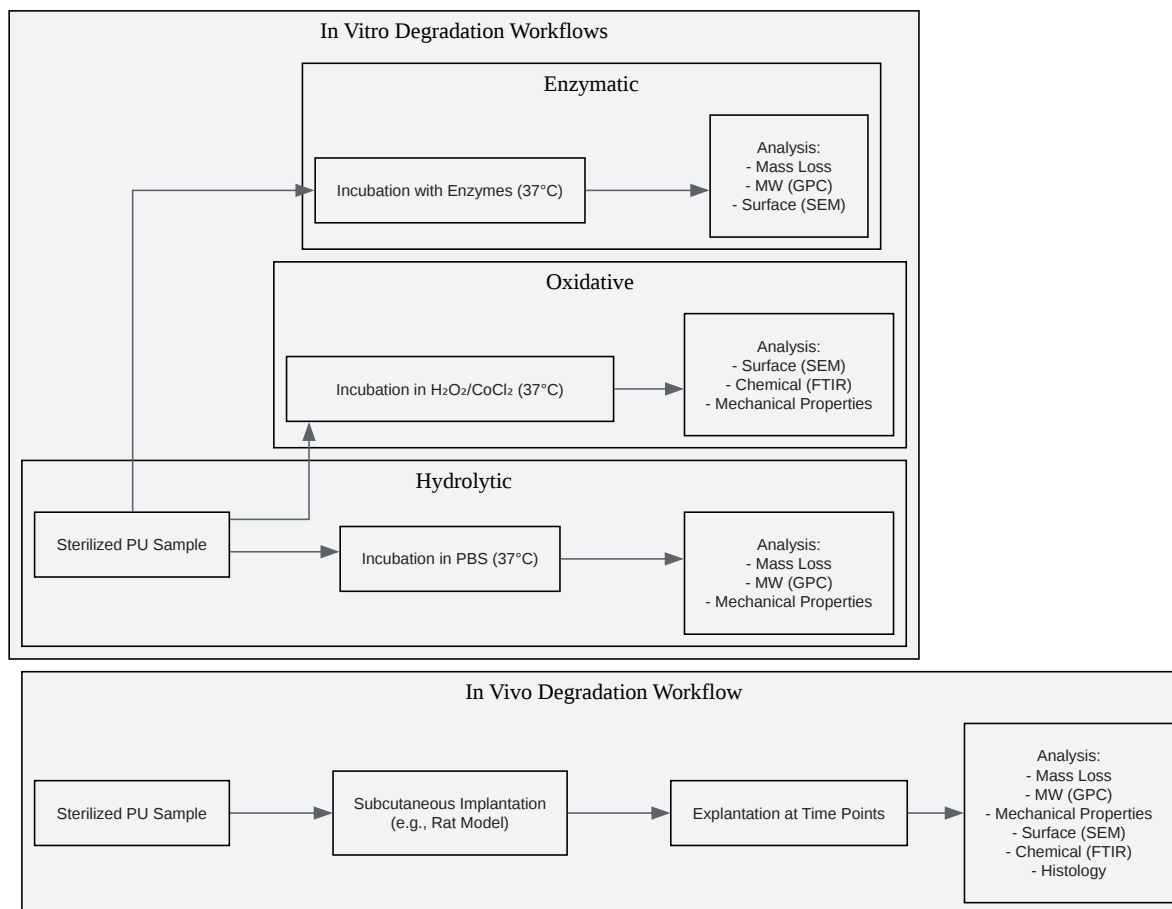 In Vitro Degradation Workflows
Enzymatic
Incubation with Enzymes (37°C)
Analysis:
- Mass Loss
- MW (GPC)
- Surface (SEM)
Oxidative
Incubation in H₂O₂/CoCl₂ (37°C)
Analysis:
- Surface (SEM)
- Chemical (FTIR)
- Mechanical Properties
Hydrolytic
Sterilized PU Sample
Incubation in PBS (37°C)
Analysis:
- Mass Loss
- MW (GPC)
- Mechanical Properties
In Vivo Degradation Workflow
Sterilized PU Sample
Subcutaneous Implantation
(e.g., Rat Model)
Explantation at Time Points
Analysis:
- Mass Loss
- MW (GPC)
- Mechanical Properties
- Surface (SEM)
- Chemical (FTIR)
- Histology